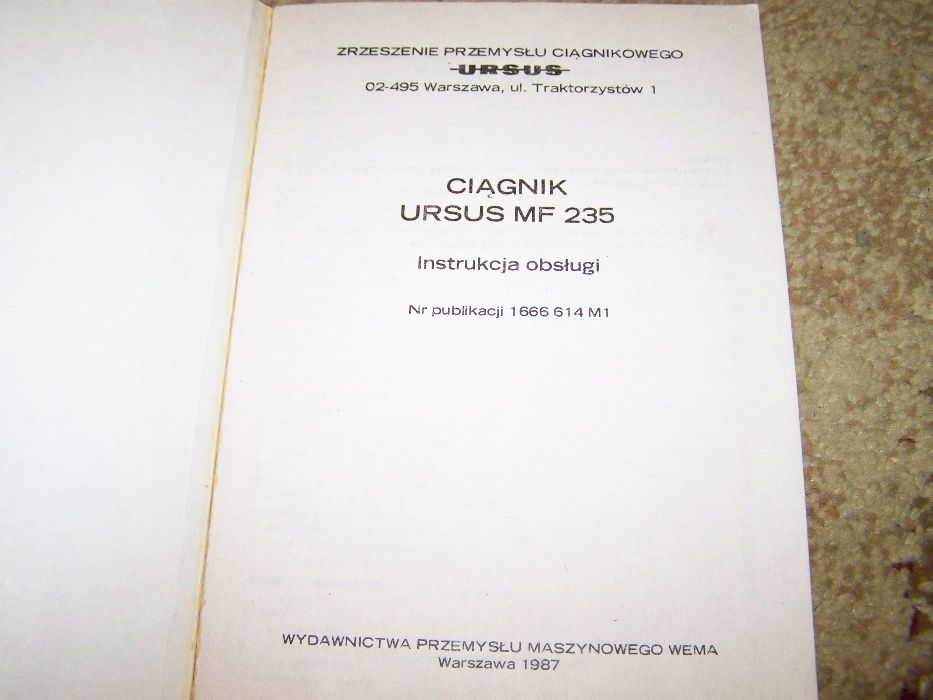 ZRZESZENIE PRZEMYSŁU CIĄGNIKOWEGO
URSUS
02-495 Warszawa, ul. Traktorzystów 1
CIĄGNIK
URSUS MF 235
Instrukcja obsługi
Nr publikacji 1666 614 M1
WYDAWNICTWA PRZEMYSŁU MASZYNOWEGO WEMA
Warszawa 1987